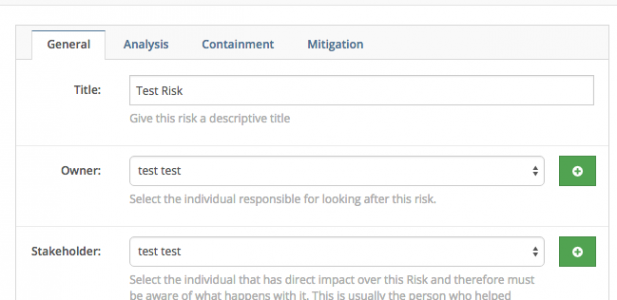 General Analysis Containment Mitigation
Title: Test Risk
Give this risk a descriptive title
Owner: test test
Select the individual responsible for looking after this risk.
Stakeholder: test test
Select the individual that has direct impact over this Risk and therefore must
be aware of what happens with it. This is usually the person who helped